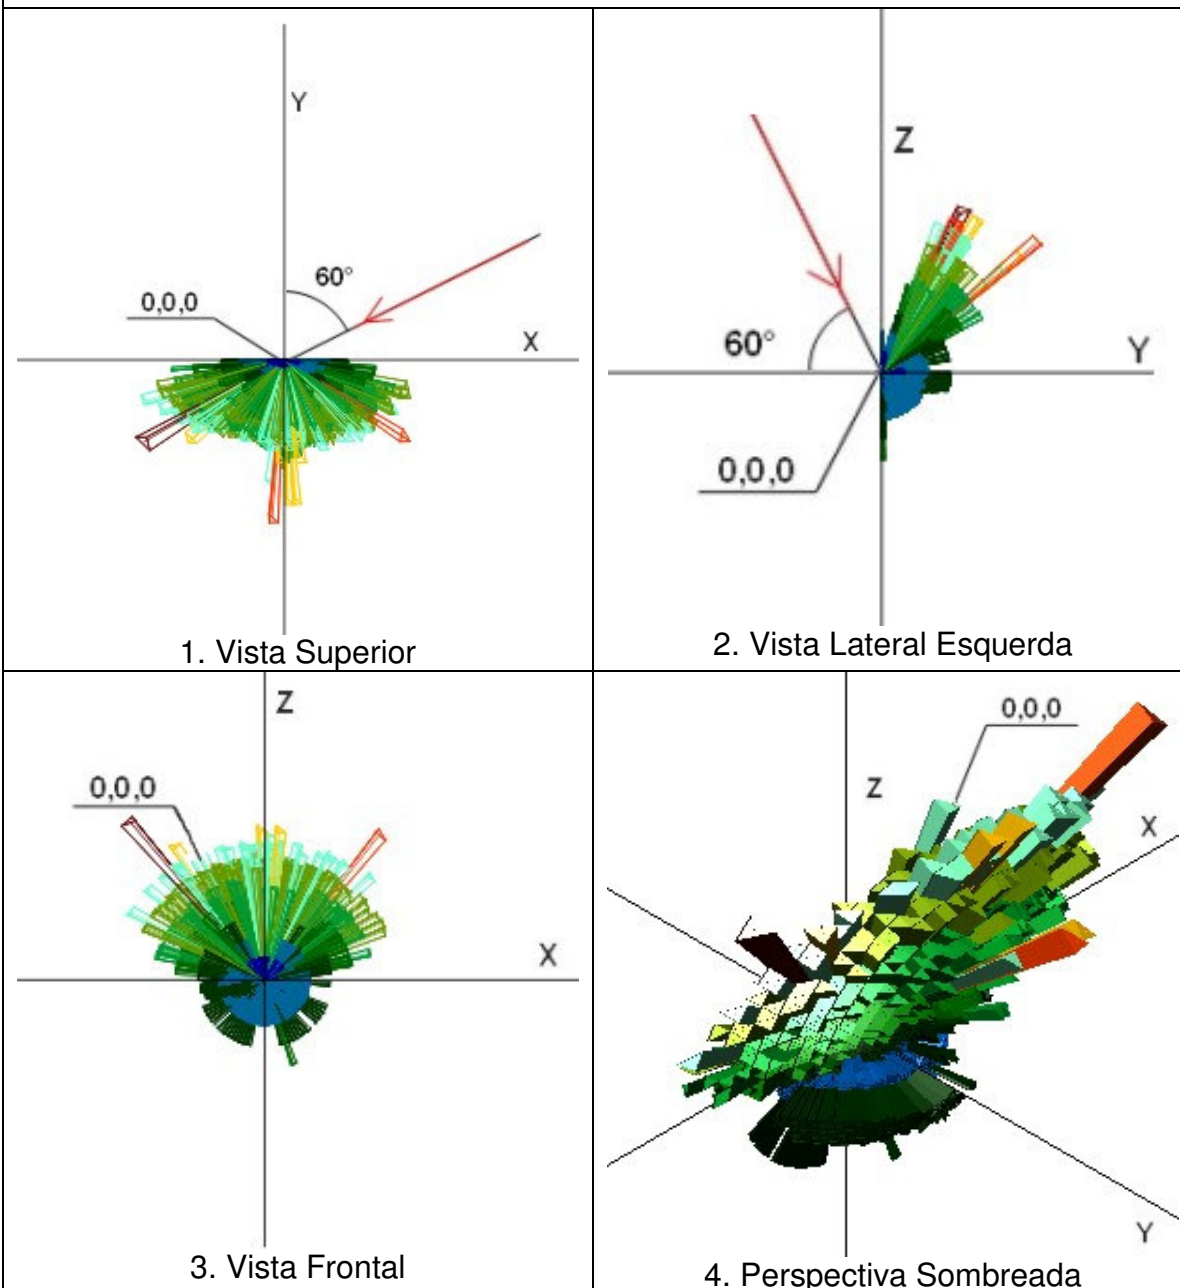 Y
60°
0,0,0
X
1. Vista Superior
Z
60°
Y
0,0,0
2. Vista Lateral Esquerda
Z
0,0,0
X
3. Vista Frontal
0,0,0
Z
X
Y
4. Perspectiva Sombreada